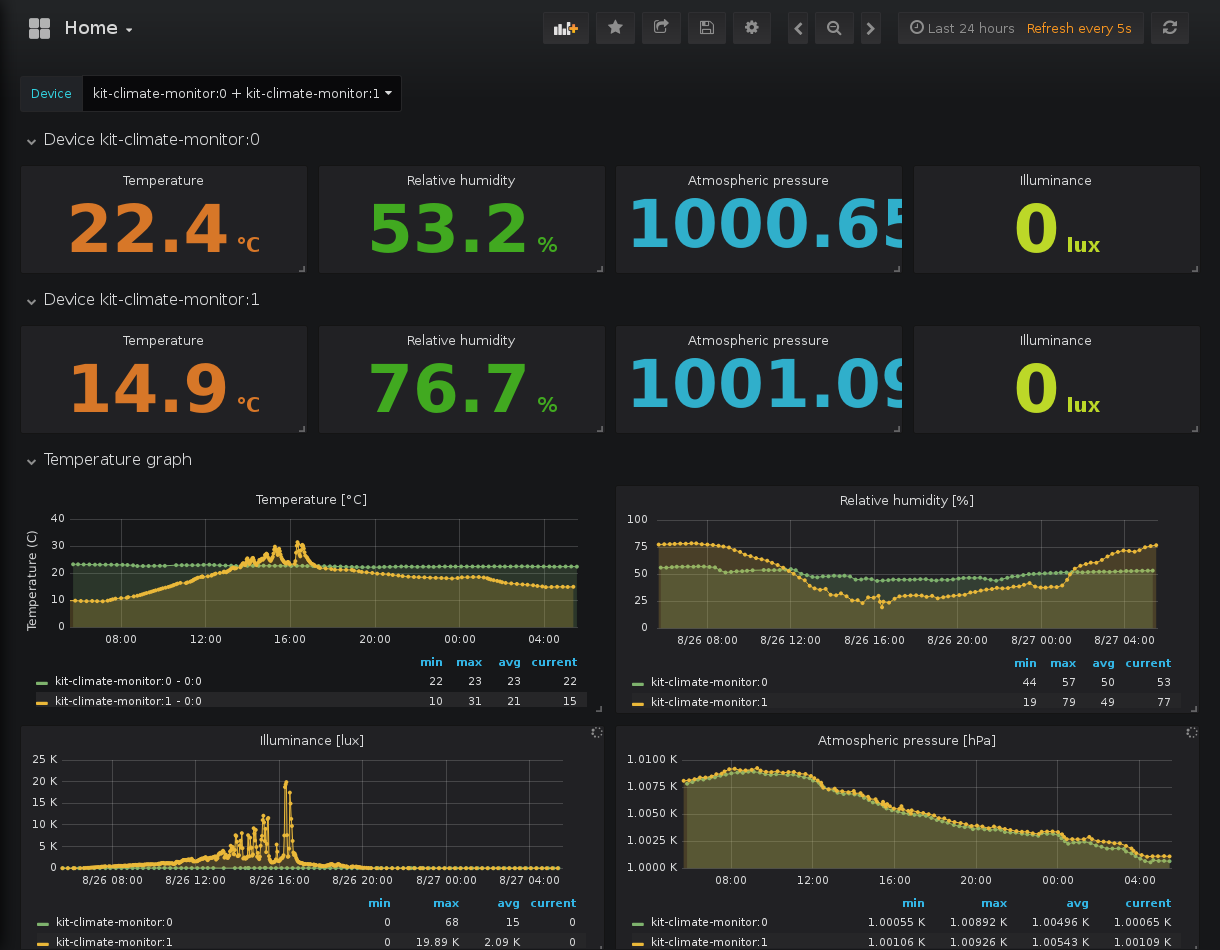 Home
Last 24 hours Refresh every 5s
Device kit-climate-monitor:0 + kit-climate-monitor:1
Device kit-climate-monitor:0
Temperature Relative humidity Atmospheric pressure Illuminance
22.4 °C 53.2 % 1000.65 0 lux
Device kit-climate-monitor:1
Temperature Relative humidity Atmospheric pressure Illuminance
14.9 °C 76.7 % 1001.09 0 lux
Temperature graph
Temperature [°C]
Temperature (C)
40
30
20
10
0
08:00 12:00 16:00 20:00 00:00 04:00
min max avg current
kit-climate-monitor:0 - 0:0 22 23 23 22
kit-climate-monitor:1 - 0:0 10 31 21 15
Relative humidity [%]
100
75
50
25
0
8/26 08:00 8/26 12:00 8/26 16:00 8/26 20:00 8/27 00:00 8/27 04:00
min max avg current
kit-climate-monitor:0 44 57 50 53
kit-climate-monitor:1 19 79 49 77
Illuminance [lux]
25 K
20 K
15 K
10 K
5 K
0
8/26 08:00 8/26 12:00 8/26 16:00 8/26 20:00 8/27 00:00 8/27 04:00
min max avg current
kit-climate-monitor:0 0 68 15 0
kit-climate-monitor:1 0 19.89 K 2.09 K 0
Atmospheric pressure [hPa]
1.0100 K
1.0075 K
1.0050 K
1.0025 K
1.0000 K
08:00 12:00 16:00 20:00 00:00 04:00
min max avg current
kit-climate-monitor:0 1.00055 K 1.00892 K 1.00496 K 1.00065 K
kit-climate-monitor:1 1.00106 K 1.00926 K 1.00543 K 1.00109 K